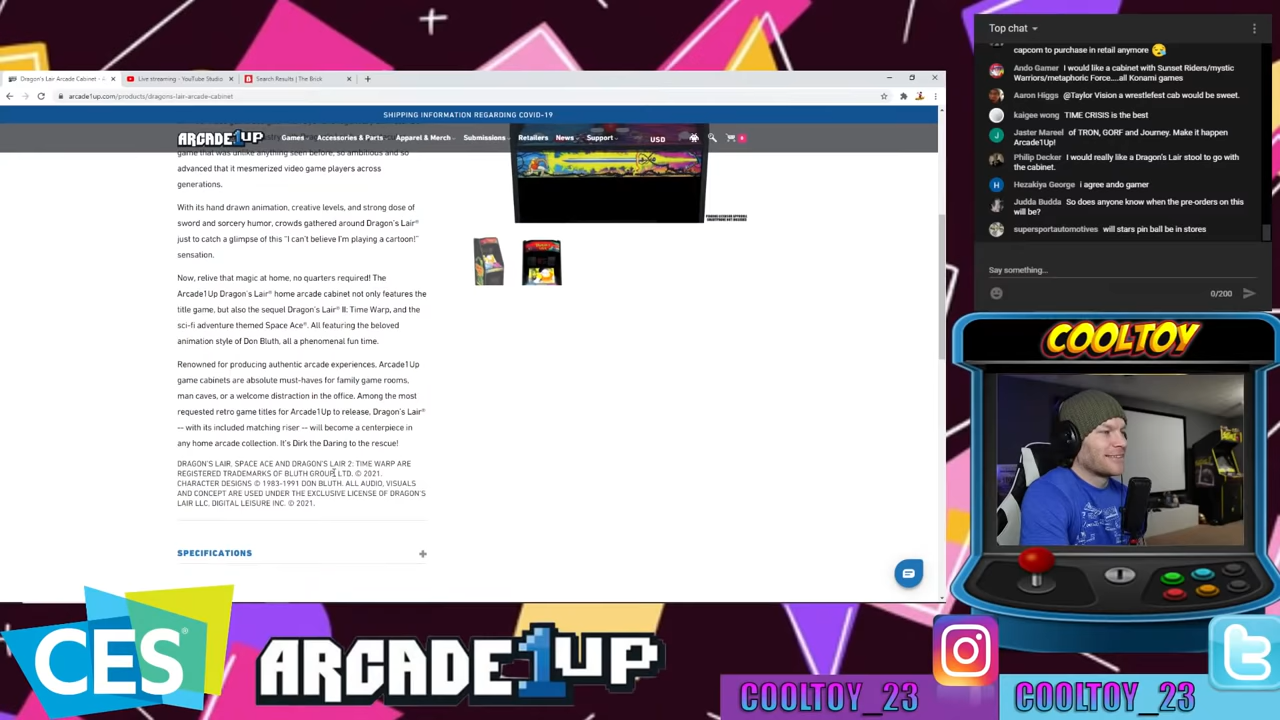 Dragon's Lair Arcade Cabinet - A
Live streaming - YouTube Studio
Search Results | The Brick
arcade1up.com/products/dragons-lair-arcade-cabinet
SHIPPING INFORMATION REGARDING COVID-19
ARCADE1UP
Games
Accessories & Parts
Apparel & Merch
Submissions
Retailers
News
Support
USD
0
game that was unlike anything seen before, so ambitious and so
advanced that it mesmerized video game players across
generations.
With its hand drawn animation, creative levels, and strong dose of
sword and sorcery humor, crowds gathered around Dragon's Lair®
just to catch a glimpse of this "I can't believe I'm playing a cartoon!"
sensation.
Now, relive that magic at home, no quarters required! The
Arcade1Up Dragon's Lair® home arcade cabinet not only features the
title game, but also the sequel Dragon's Lair® II: Time Warp, and the
sci-fi adventure themed Space Ace®. All featuring the beloved
animation style of Don Bluth, all a phenomenal fun time.
Renowned for producing authentic arcade experiences, Arcade1Up
game cabinets are absolute must-haves for family game rooms,
man caves, or a welcome distraction in the office. Among the most
requested retro game titles for Arcade1Up to release, Dragon's Lair®
-- with its included matching riser -- will become a centerpiece in
any home arcade collection. It's Dirk the Daring to the rescue!
DRAGON'S LAIR, SPACE ACE AND DRAGON'S LAIR 2: TIME WARP ARE
REGISTERED TRADEMARKS OF BLUTH GROUP LTD. © 2021.
CHARACTER DESIGNS © 1983-1991 DON BLUTH. ALL AUDIO, VISUALS
AND CONCEPT ARE USED UNDER THE EXCLUSIVE LICENSE OF DRAGON'S
LAIR LLC, DIGITAL LEISURE INC. © 2021.
SPECIFICATIONS
Top chat
capcom to purchase in retail anymore 😥
Ando Gamer I would like a cabinet with Sunset Riders/mystic
Warriors/metaphoric Force....all Konami games
Aaron Higgs @Taylor Vision a wrestlefest cab would be sweet.
kaigee wong TIME CRISIS is the best
Jaster Mareel of TRON, GORF and Journey. Make it happen
Arcade1Up!
Philip Decker I would really like a Dragon's Lair stool to go with
the cabinet.
Hezakiya George i agree ando gamer
Judda Budda So does anyone know when the pre-orders on this
will be?
supersportautomotives will stars pin ball be in stores
Say something...
0/200
COOLTOY
CES®
ARCADE1UP
COOLTOY_23
COOLTOY_23